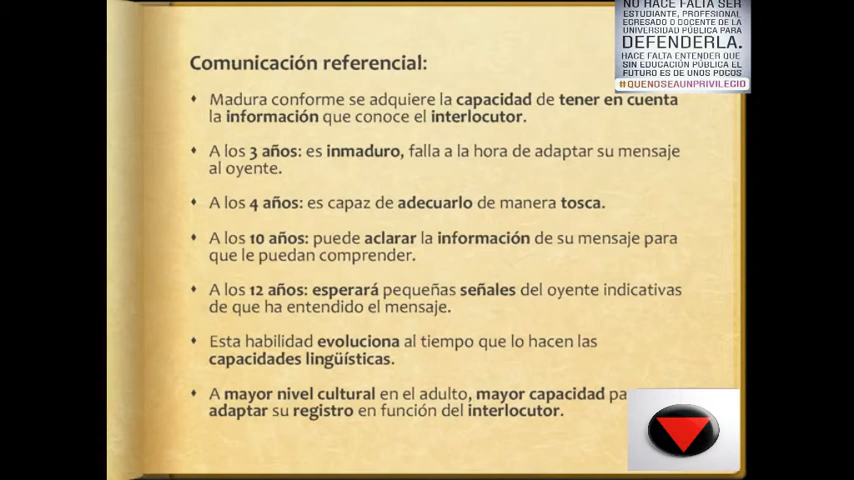 NO HACE FALTA SER
ESTUDIANTE, PROFESIONAL
EGRESADO O DOCENTE DE LA
UNIVERSIDAD PÚBLICA PARA
DEFENDERLA.
HACE FALTA ENTENDER QUE
SIN EDUCACIÓN PÚBLICA EL
FUTURO ES DE UNOS POCOS
#QUENOSEAUNPRIVILEGIO
Comunicación referencial:
Madura conforme se adquiere la capacidad de tener en cuenta
la información que conoce el interlocutor.
A los 3 años: es inmaduro, falla a la hora de adaptar su mensaje
al oyente.
A los 4 años: es capaz de adecuarlo de manera tosca.
A los 10 años: puede aclarar la información de su mensaje para
que le puedan comprender.
A los 12 años: esperará pequeñas señales del oyente indicativas
de que ha entendido el mensaje.
Esta habilidad evoluciona al tiempo que lo hacen las
capacidades lingüísticas.
A mayor nivel cultural en el adulto, mayor capacidad
adaptar su registro en función del interlocutor.